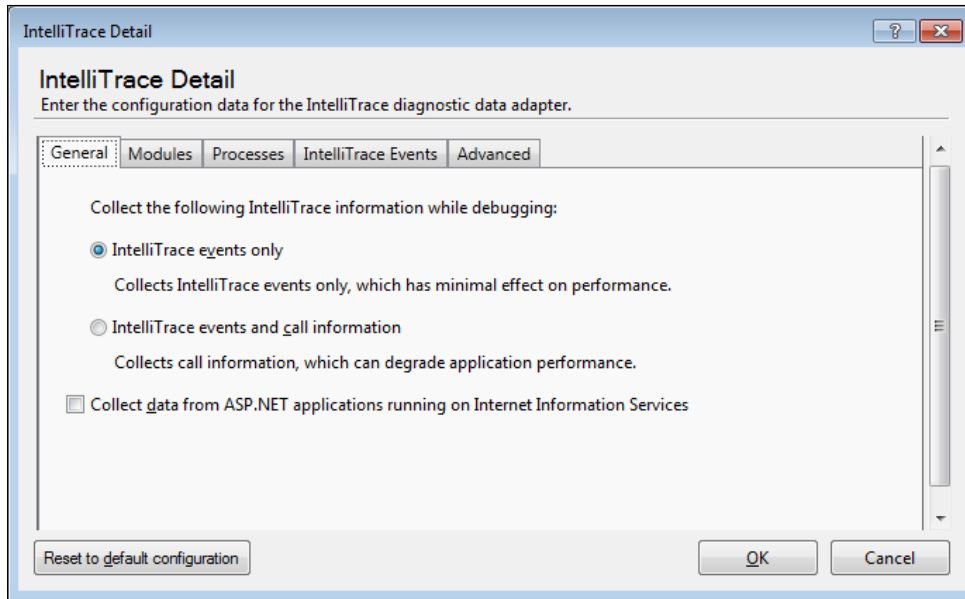 IntelliTrace Detail
IntelliTrace Detail
Enter the configuration data for the IntelliTrace diagnostic data adapter.
General Modules Processes IntelliTrace Events Advanced
Collect the following IntelliTrace information while debugging:
IntelliTrace events only
Collects IntelliTrace events only, which has minimal effect on performance.
IntelliTrace events and call information
Collects call information, which can degrade application performance.
Collect data from ASP.NET applications running on Internet Information Services
Reset to default configuration OK Cancel